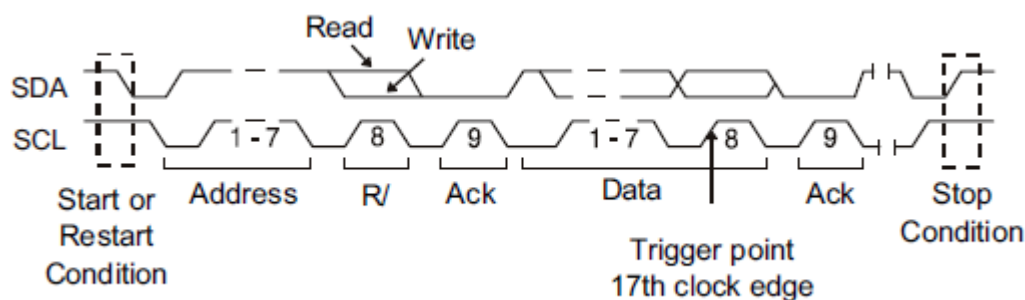 Read
Write
SDA
SCL
1 - 7
8
9
1 - 7
8
9
Address
R/
Ack
Data
Ack
Start or
Restart
Condition
Trigger point
17th clock edge
Stop
Condition